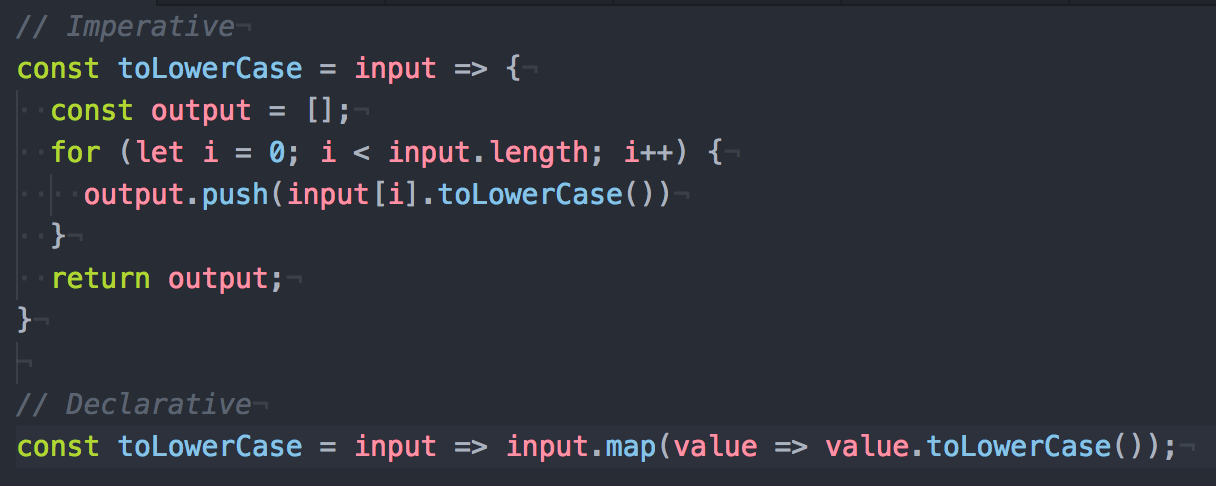 // Imperative
const toLowerCase = input => {
  const output = [];
  for (let i = 0; i < input.length; i++) {
    output.push(input[i].toLowerCase())
  }
  return output;
}

// Declarative
const toLowerCase = input => input.map(value => value.toLowerCase());